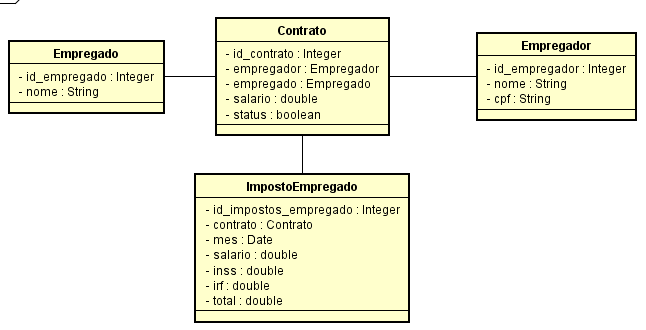 Contrato
- id_contrato : Integer
- empregador : Empregador
- empregado : Empregado
- salario : double
- status : boolean
Empregado
- id_empregado : Integer
- nome : String
Empregador
- id_empregador : Integer
- nome : String
- cpf : String
ImpostoEmpregado
- id_impostos_empregado : Integer
- contrato : Contrato
- mes : Date
- salario : double
- inss : double
- irf : double
- total : double